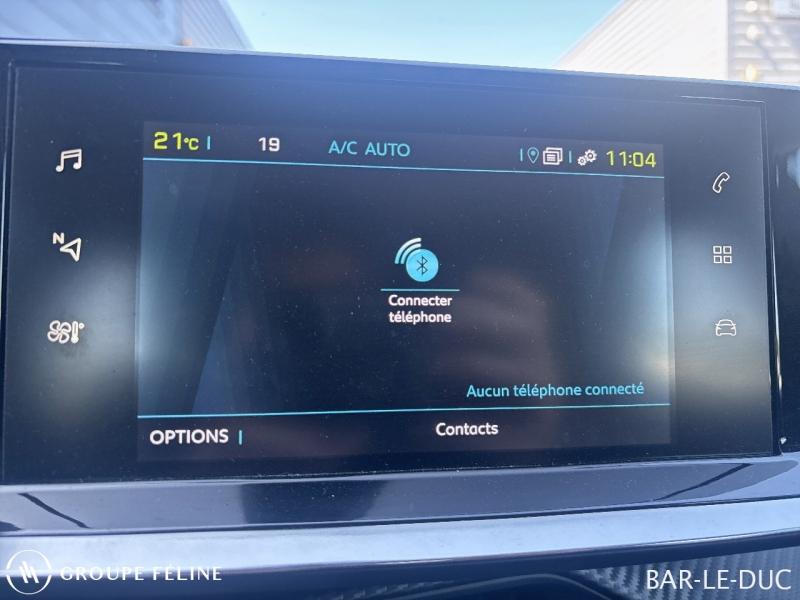 21°C
19
A/C AUTO
11:04
N
Connecter
téléphone
Aucun téléphone connecté
OPTIONS
Contacts
GROUPE FÉLINE
BAR-LE-DUC